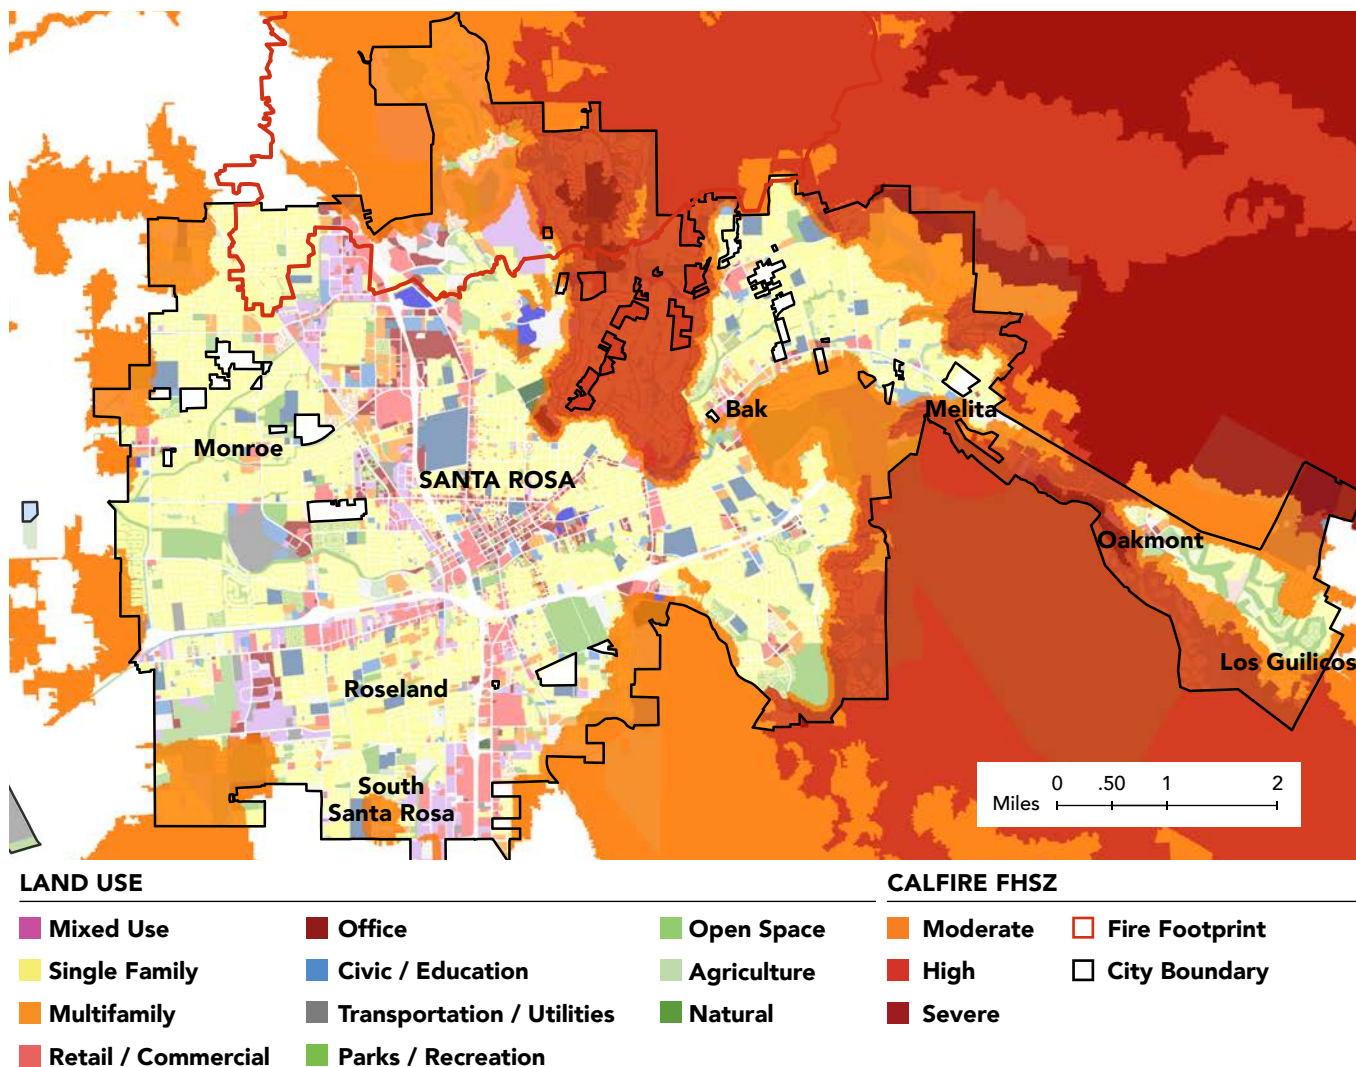 Bak
Melita
Monroe
SANTA ROSA
Oakmont
Los Guilicos
Roseland
South
Santa Rosa
0 .50 1 2
Miles
LAND USE
CALFIRE FHSZ
Mixed Use
Office
Open Space
Moderate
Fire Footprint
Single Family
Civic / Education
Agriculture
High
City Boundary
Multifamily
Transportation / Utilities
Natural
Severe
Retail / Commercial
Parks / Recreation